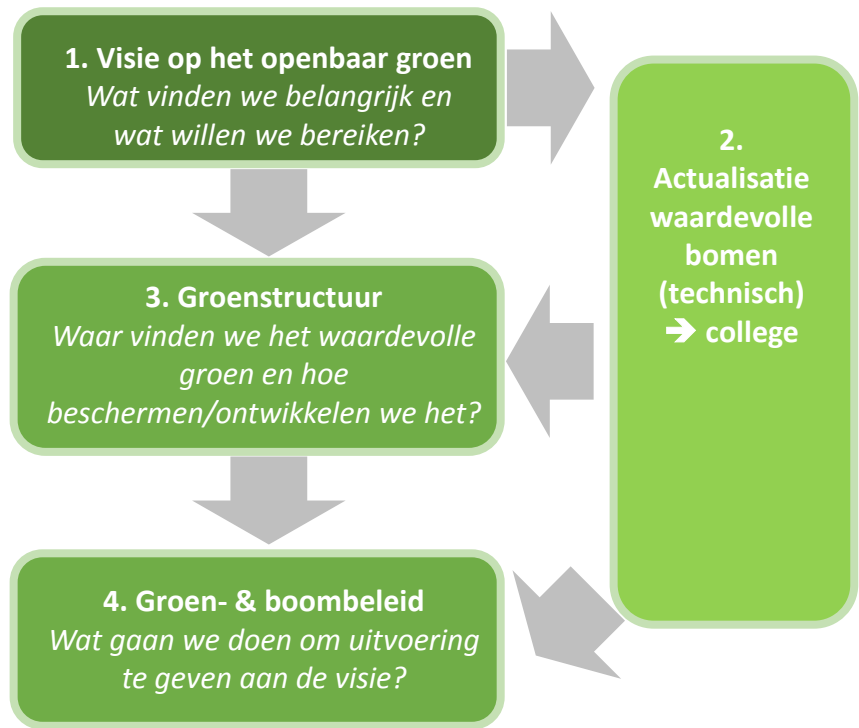 1. Visie op het openbaar groen
Wat vinden we belangrijk en
wat willen we bereiken?
2.
Actualisatie
waardevolle
bomen
(technisch)
➔ college
3. Groenstructuur
Waar vinden we het waardevolle
groen en hoe
beschermen/ontwikkelen we het?
4. Groen- & boombeleid
Wat gaan we doen om uitvoering
te geven aan de visie?